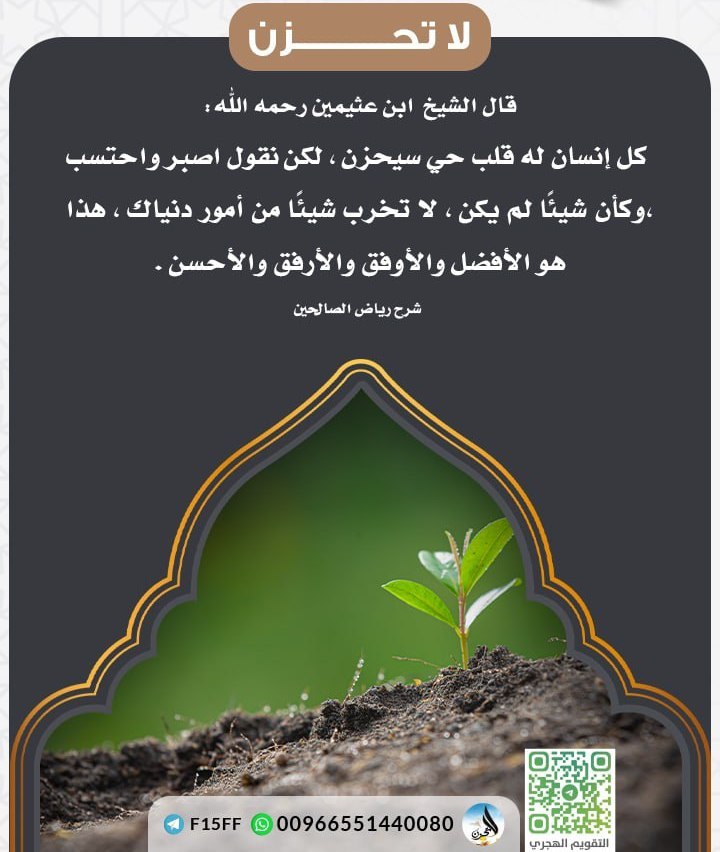 لا تحـــــــــزن
قال الشيخ ابن عثيمين رحمه الله :
كل إنسان له قلب حي سيحزن ، لكن نقول اصبر واحتسب
،وكأن شيئًا لم يكن ، لا تخرب شيئًا من أمور دنياك ، هذا
هو الأفضل والأوفق والأرفق والأحسن .
شرح رياض الصالحين
F15FF 00966551440080
التقويم الهجري